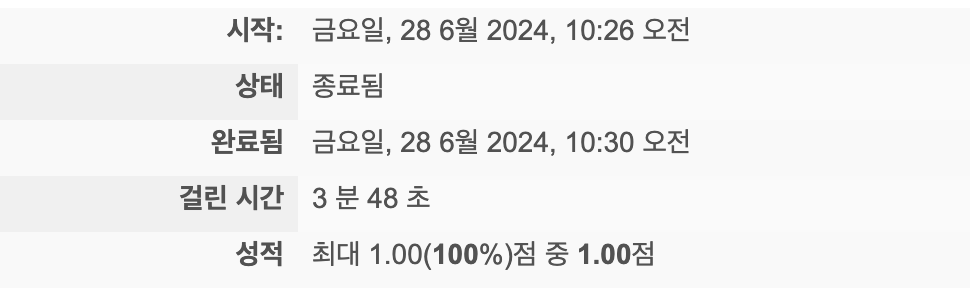 시작: 금요일, 28 6월 2024, 10:26 오전
상태 종료됨
완료됨 금요일, 28 6월 2024, 10:30 오전
걸린 시간 3 분 48 초
성적 최대 1.00(100%)점 중 1.00점